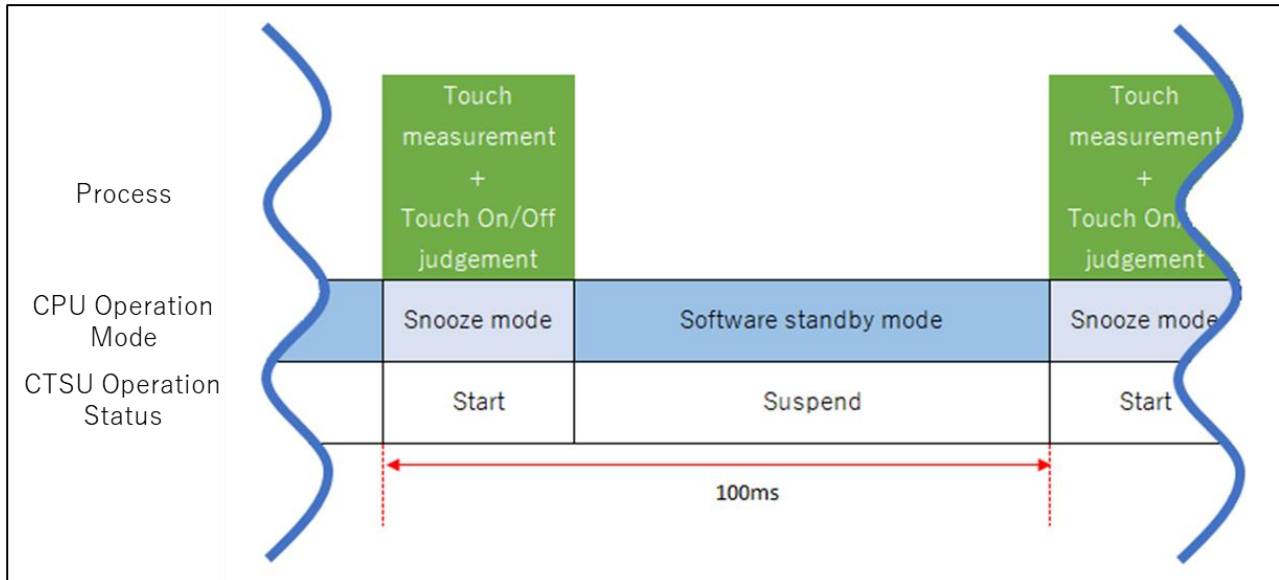 Touch
measurement
+
Touch On/Off
judgement
Touch
measurement
+
Touch On/
judgement
Process
CPU Operation
Mode
Snooze mode
Software standby mode
Snooze mode
CTSU Operation
Status
Start
Suspend
Start
100ms